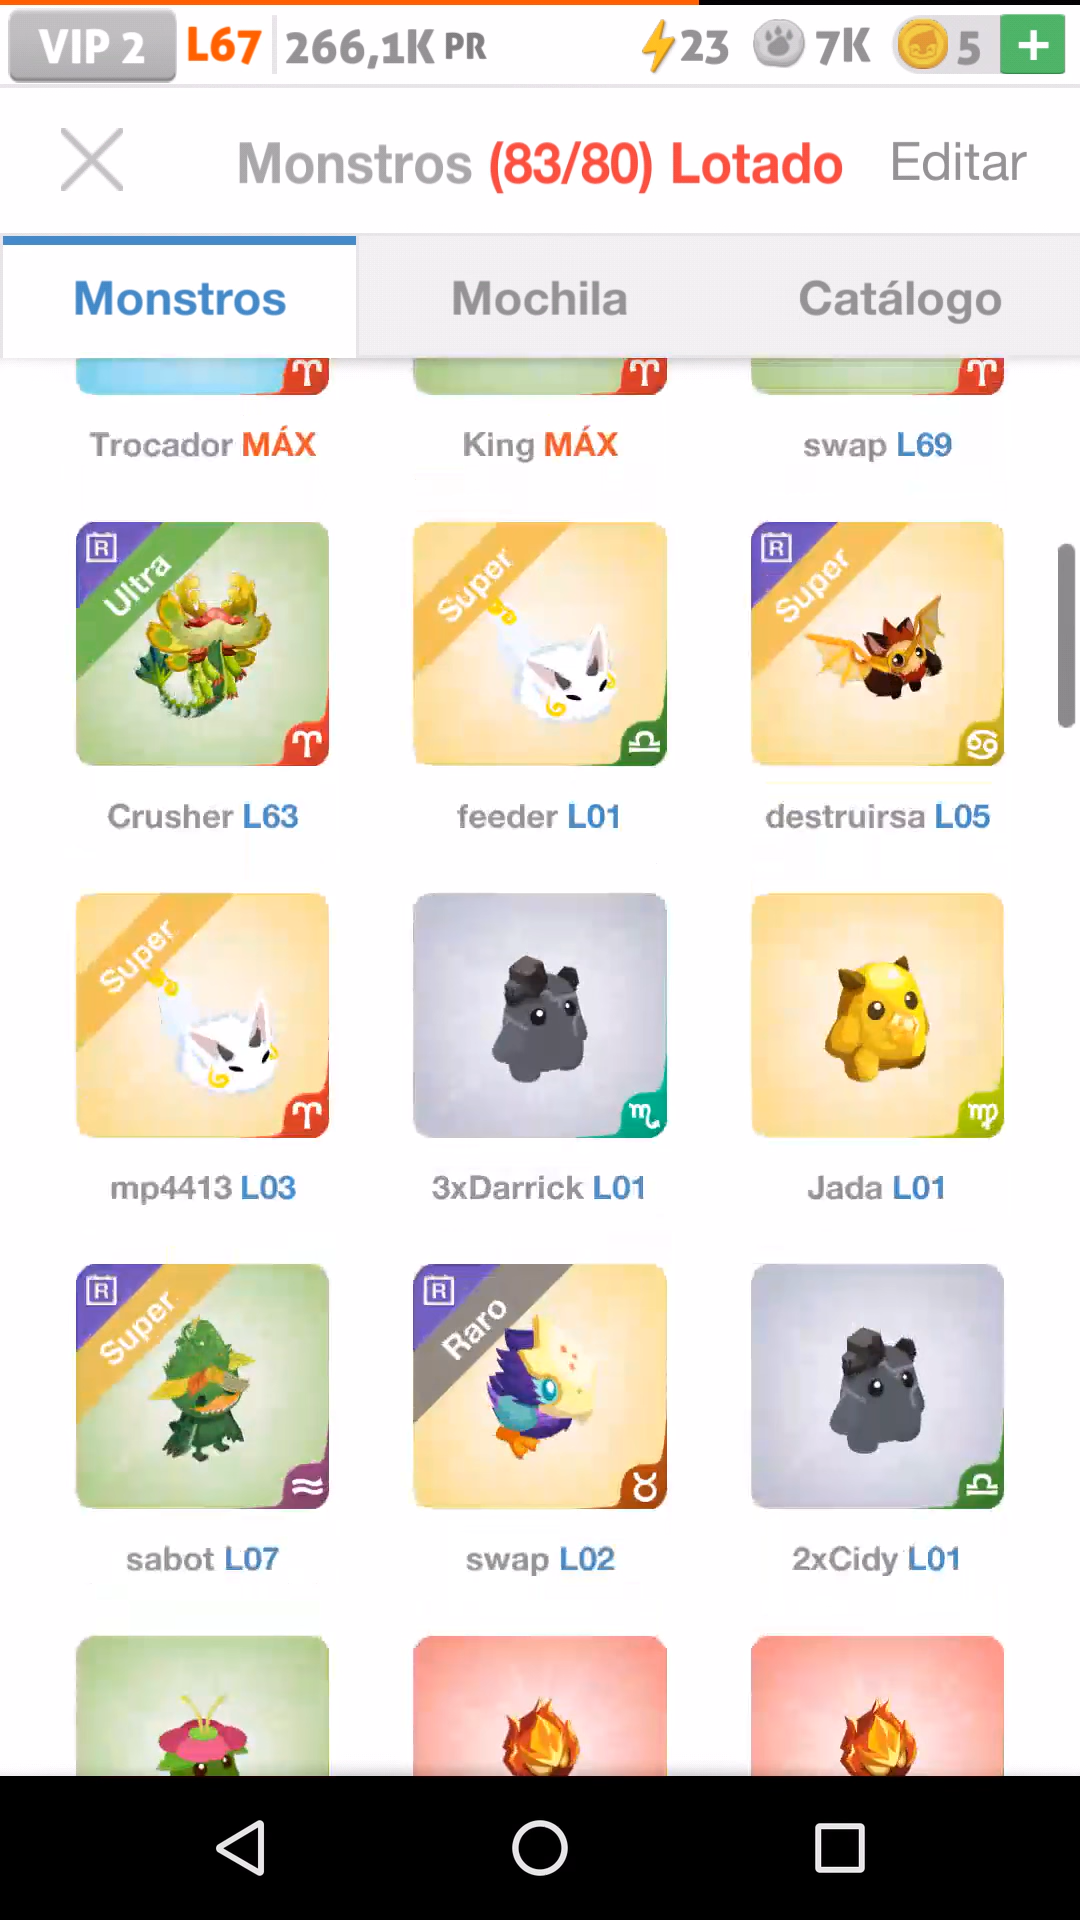 VIP 2 L67 266,1K PR 23 7K 5 +
Monstros (83/80) Lotado Editar
Monstros Mochila Catálogo
Trocador MÁX King MÁX swap L69
R Ultra Super R Super
Crusher L63 feeder L01 destruirsa L05
Super
mp4413 L03 3xDarrick L01 Jada L01
R Super R Raro
sabot L07 swap L02 2xCidy L01